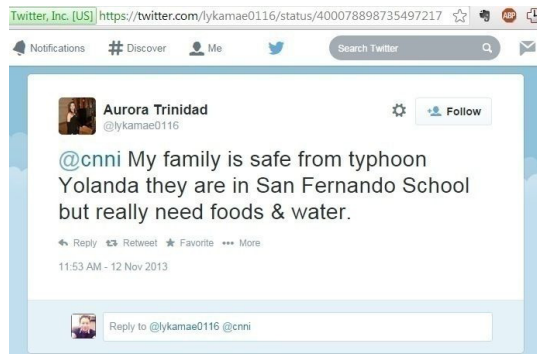 Twitter, Inc. [US] https://twitter.com/lykamae0116/status/400078898735497217
Notifications # Discover Me Search Twitter
Aurora Trinidad
@lykamae0116
Follow
@cnni My family is safe from typhoon
Yolanda they are in San Fernando School
but really need foods & water.
Reply Retweet Favorite ••• More
11:53 AM - 12 Nov 2013
Reply to @lykamae0116 @cnni
ABP